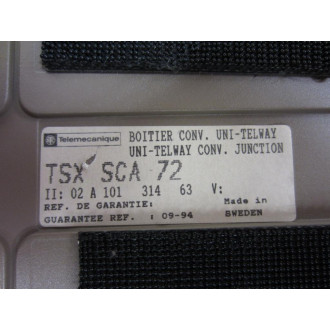 Telemecanique BOITIER CONV. UNI-TELWAY
UNI-TELWAY CONV. JUNCTION
TSX SCA 72
II: 02 A 101 314 63 V:
REF. DE GARANTIE: Made in
GUARANTEE REF. : 09-94 SWEDEN